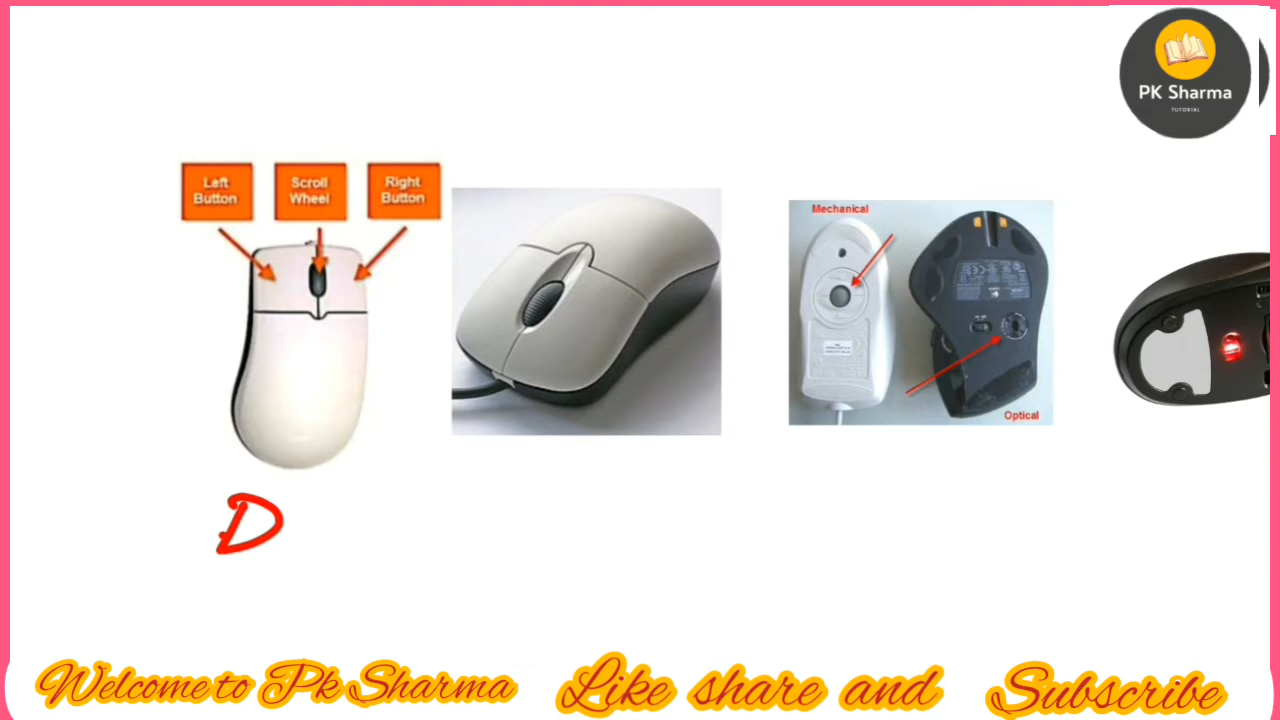 PK Sharma
TUTORIAL
Left Button
Scroll Wheel
Right Button
Mechanical
Optical
D
Welcome to Pk Sharma Like share and Subscribe